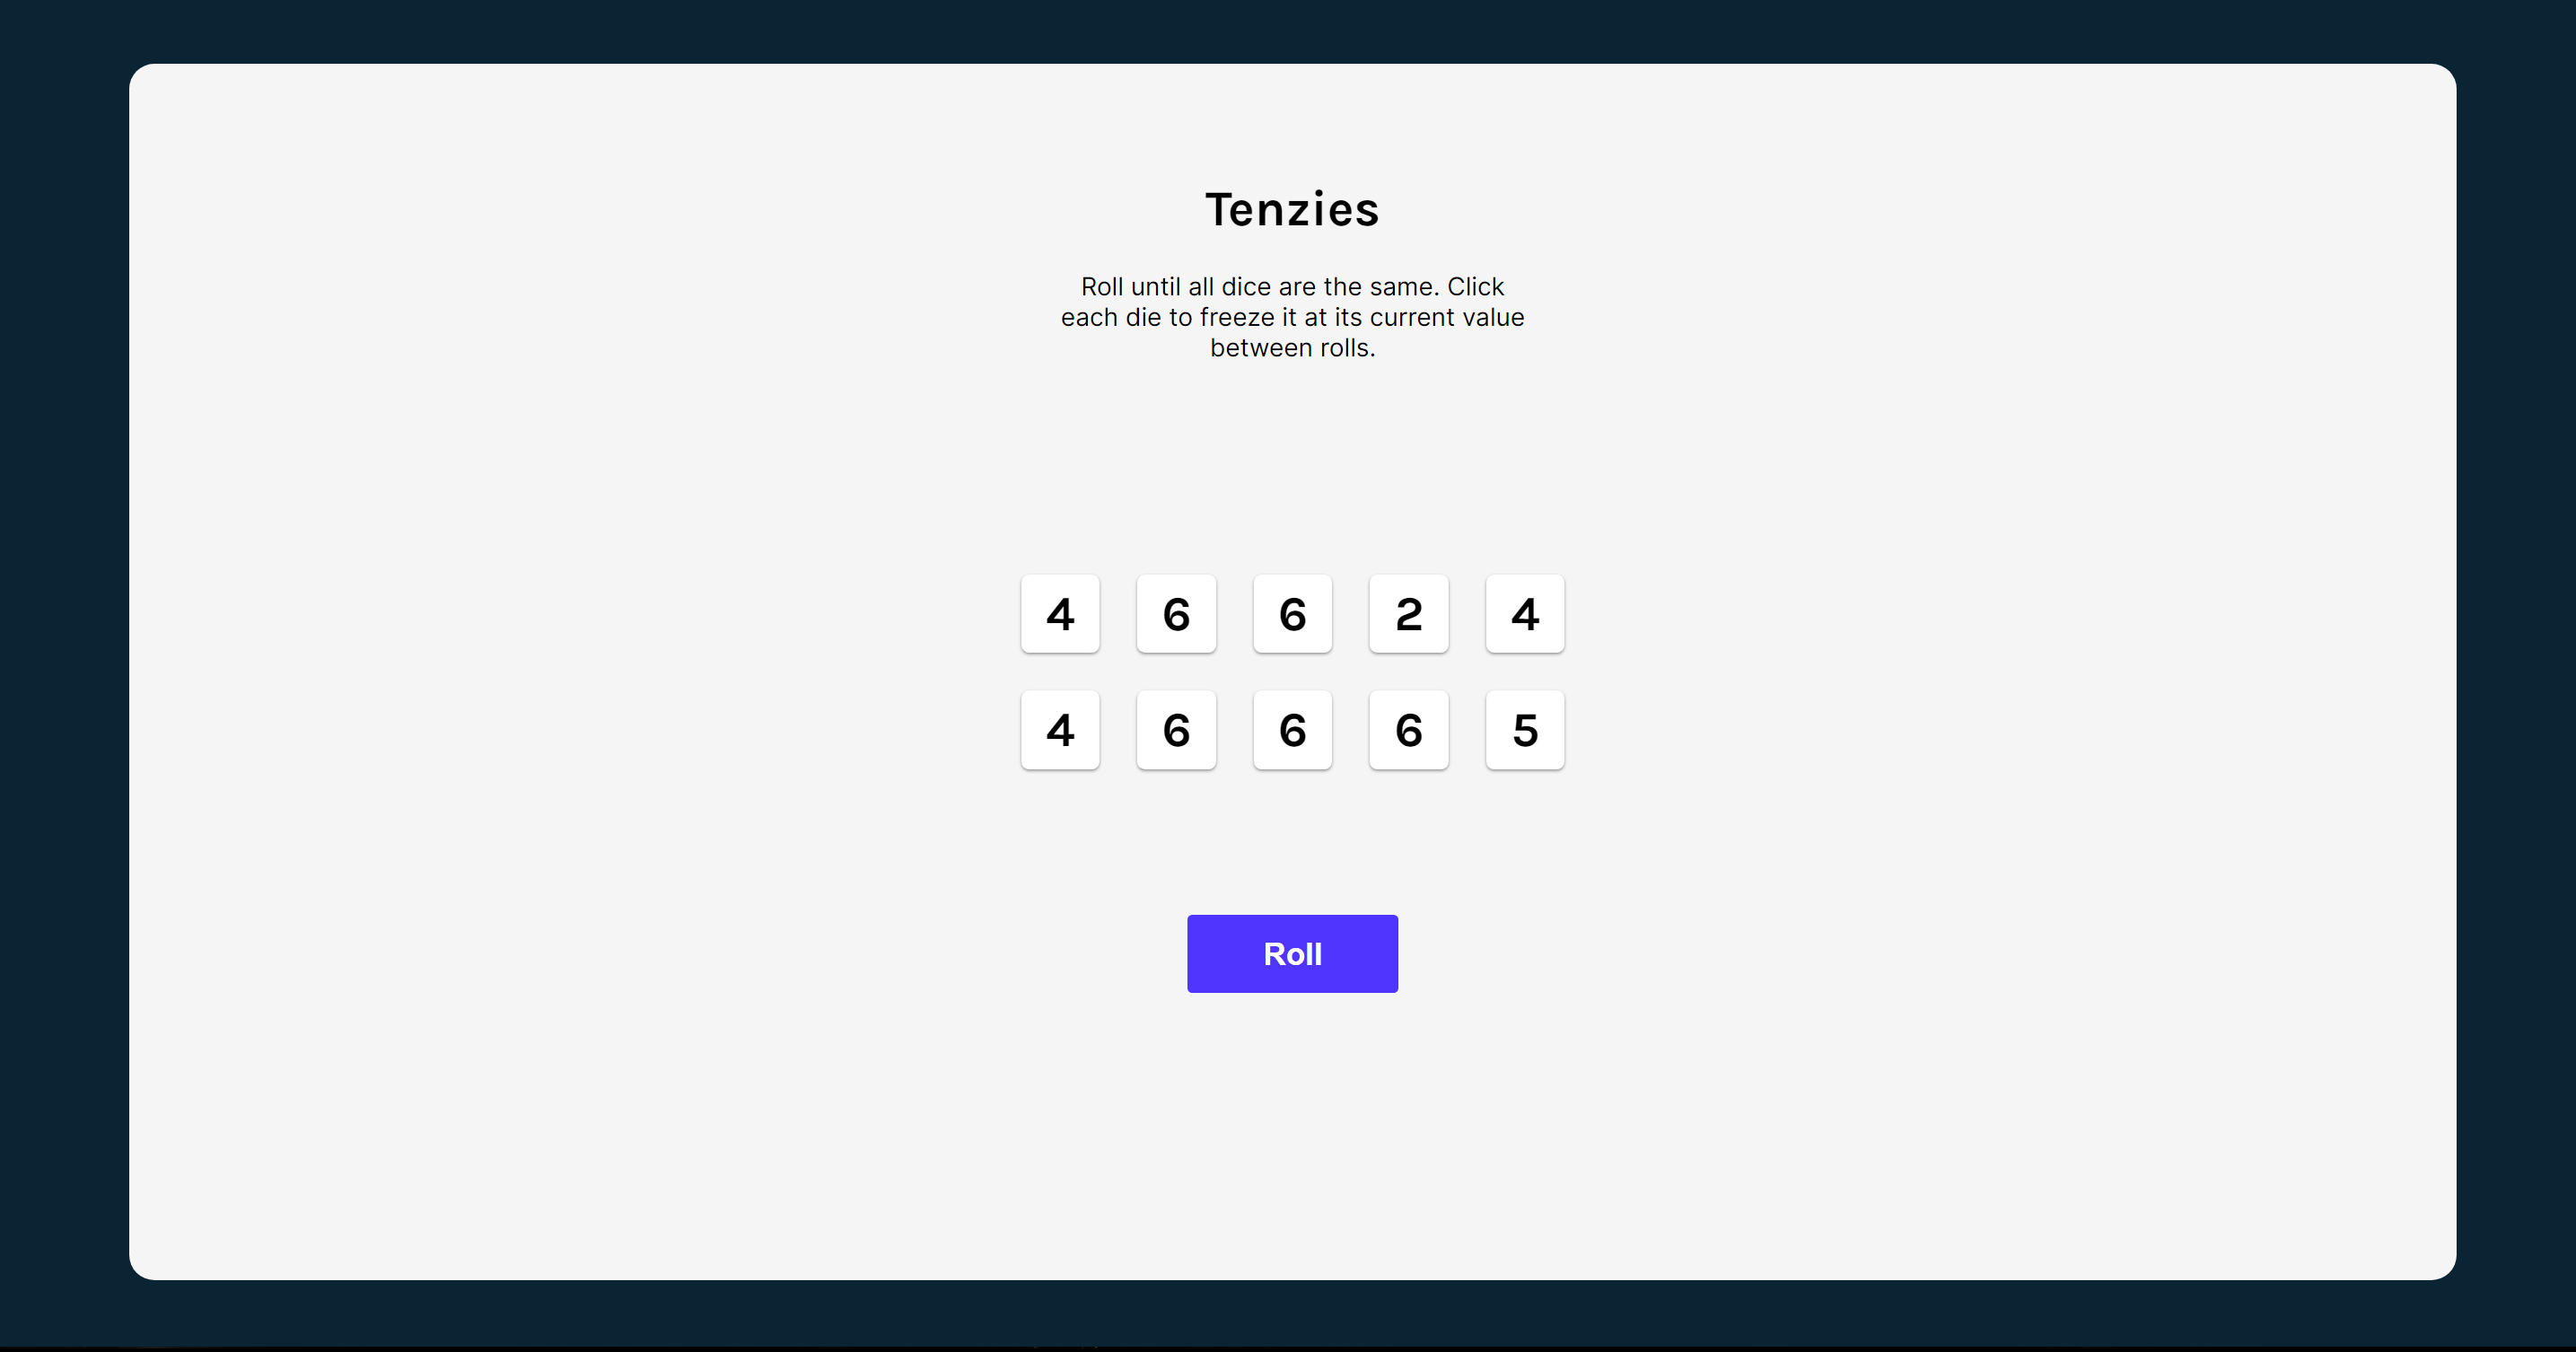 Tenzies
Roll until all dice are the same. Click
each die to freeze it at its current value
between rolls.
4 6 6 2 4
4 6 6 6 5
Roll